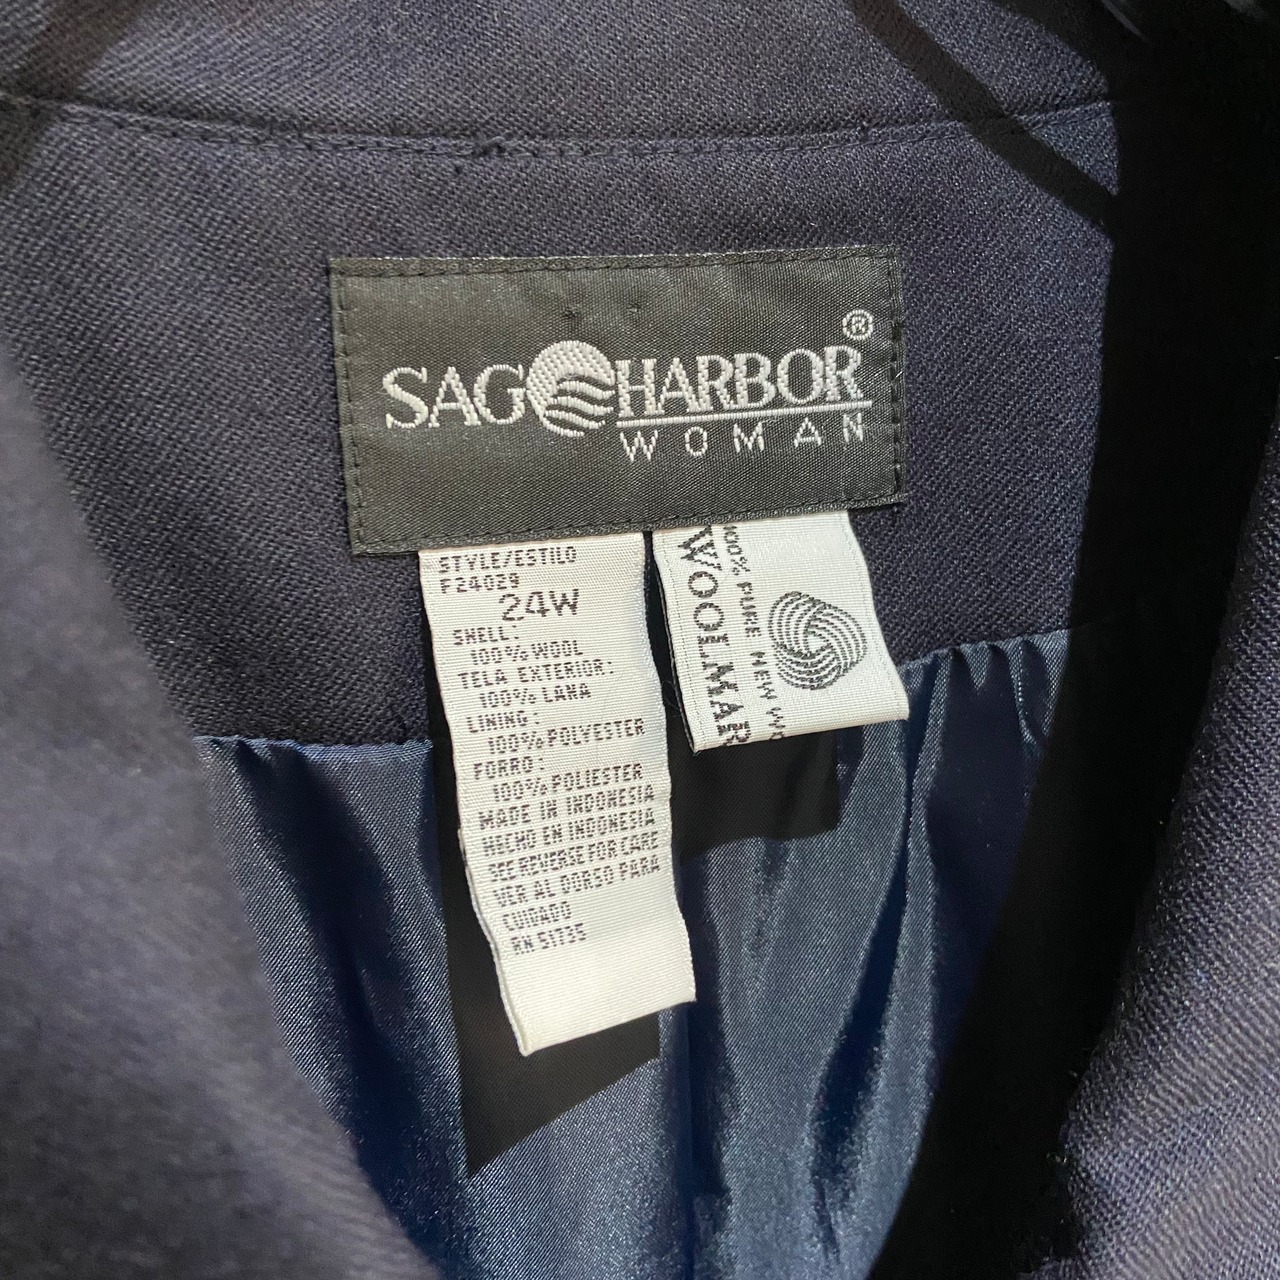 SAG HARBOR®
WOMAN
STYLE/ESTILO
F24029
24W
SHELL:
100% WOOL
TELA EXTERIOR:
100% LANA
LINING:
100% POLYESTER
FORRO:
100% POLIESTER
MADE IN INDONESIA
HECHO EN INDONESIA
SEE REVERSE FOR CARE
VER AL DORSO PARA
CUIDADO
RN 51735
100% PURE NEW WO
WOOLMAR